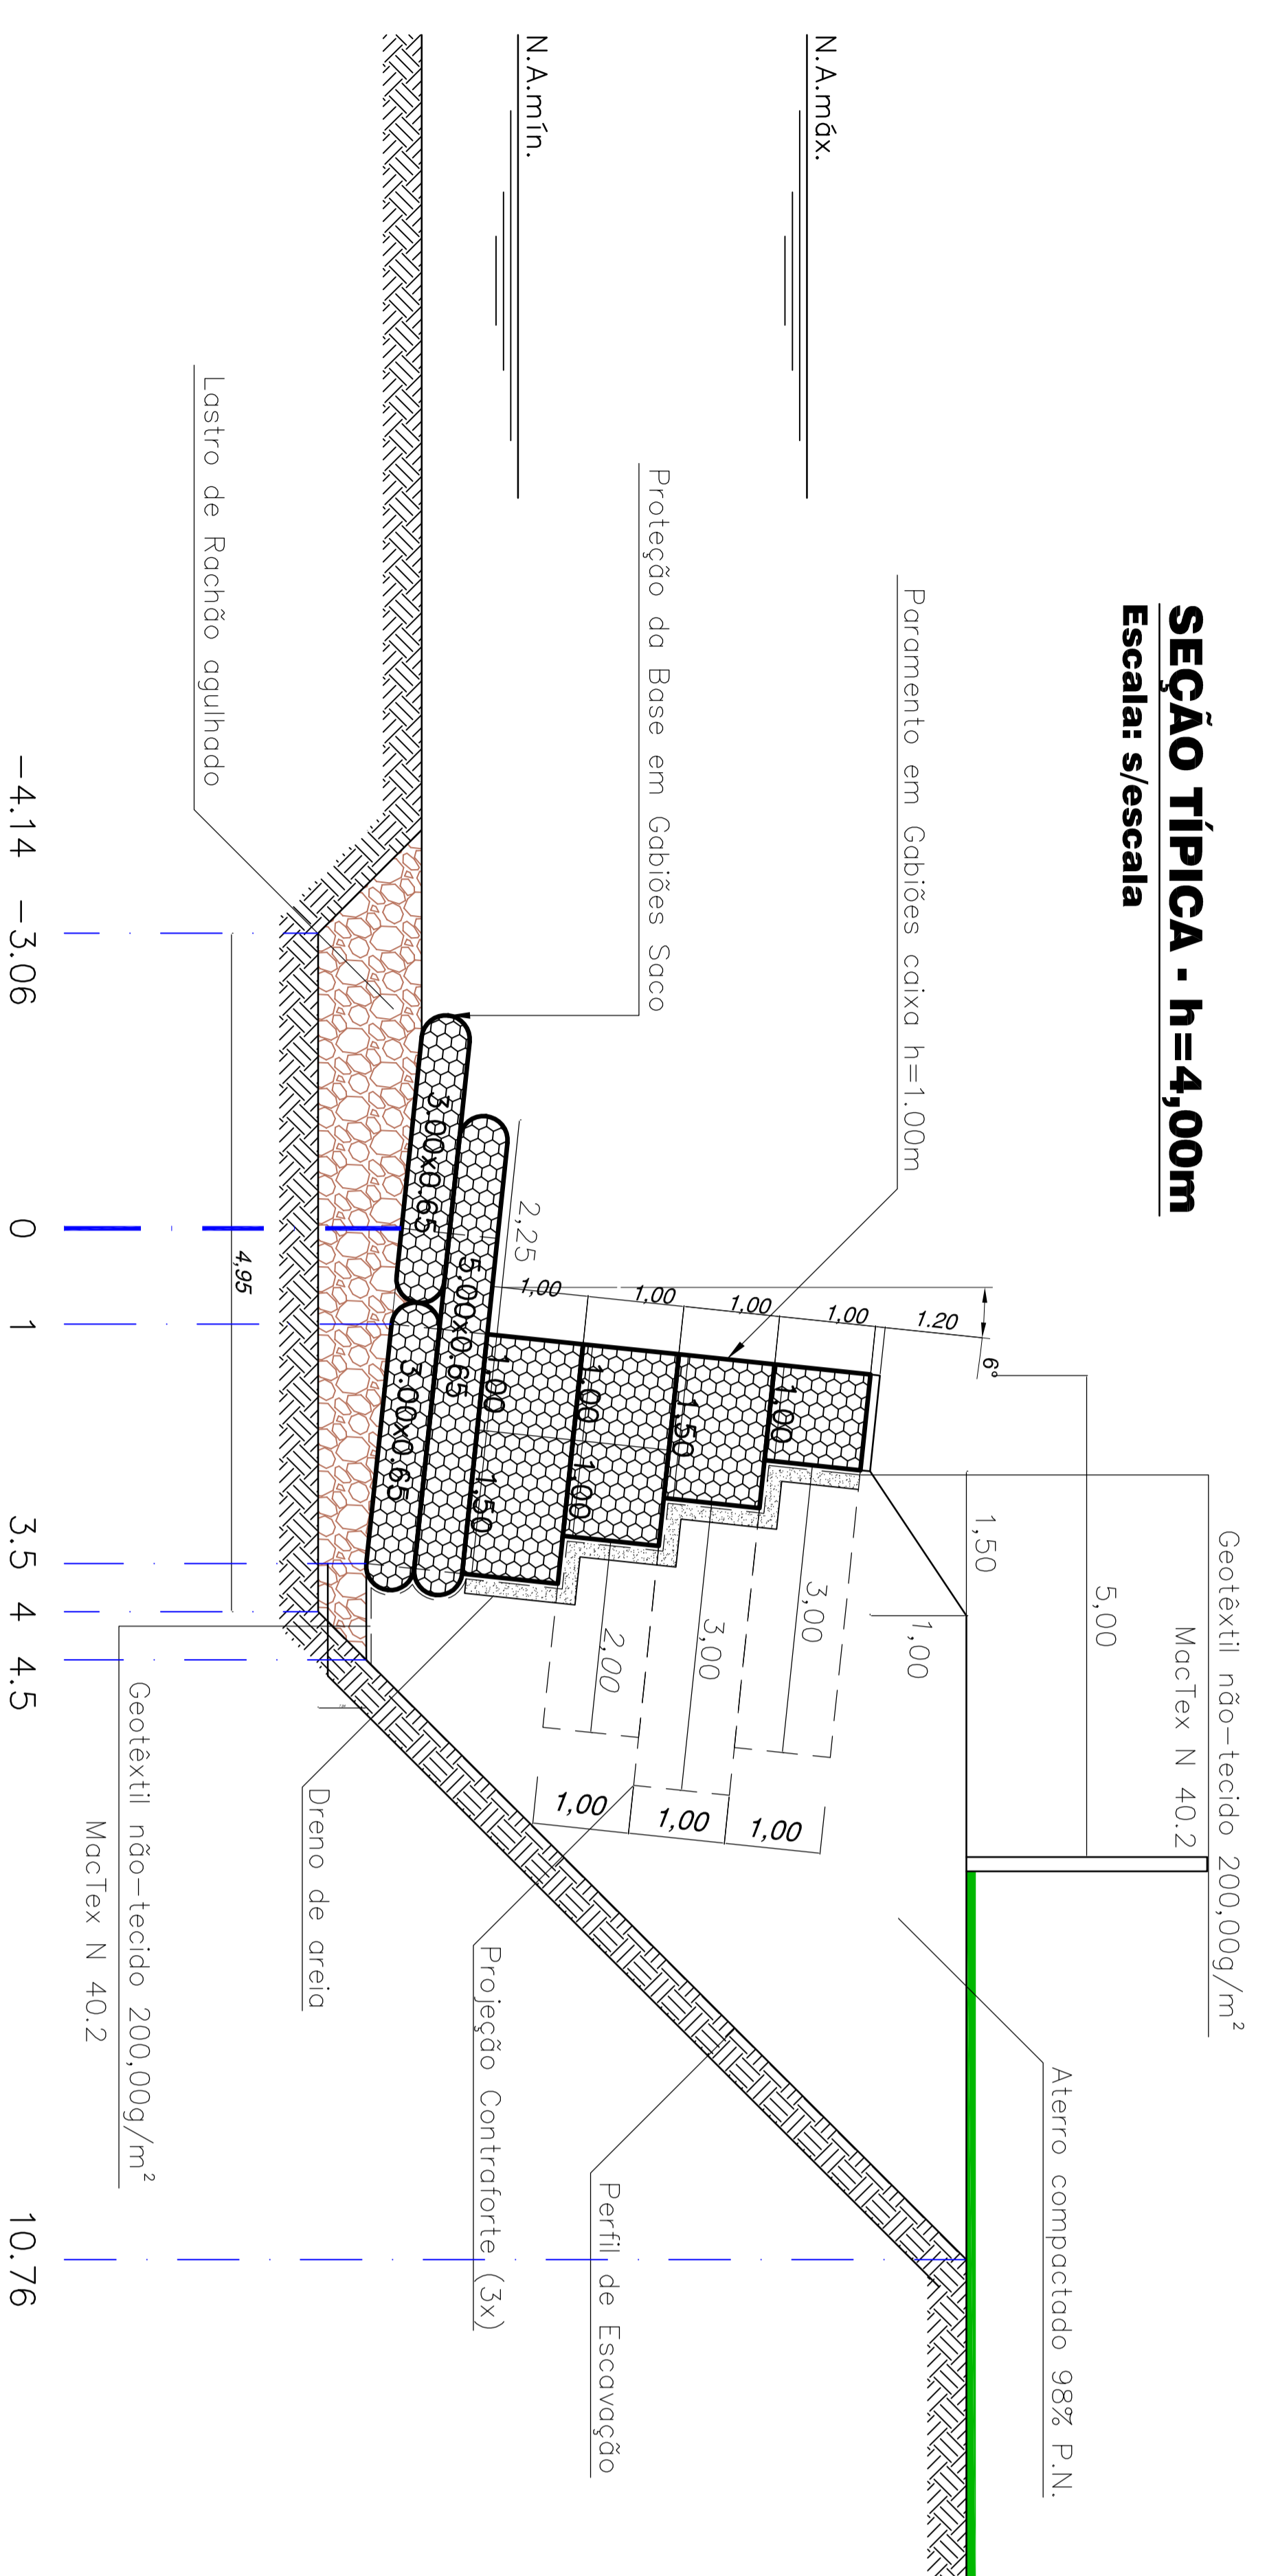 SEÇÃO TÍPICA - h=4,00m
Escala: s/escala
Geotêxtil não-tecido 200,00g/m²
MacTex N 40.2
5,00
Aterro compactado 98% P.N.
1,50
6°
1.20
1,00
Paramento em Gabiões caixa h=1.00m
N.A.máx.
1,00
1,00
3,00
1,00
1,00
1,50
3,00
1,00
1,00
Proteção da Base em Gabiões Saco
1,00
1,00
1,00
2,00
1,00
Perfil de Escavação
N.A.mín.
2,25
1,00
1,50
5,00x0.65
Projeção Contraforte (3x)
3.00x0.65
3.00x0.65
Dreno de areia
4,95
Lastro de Rachão agulhado
Geotêxtil não-tecido 200,00g/m²
MacTex N 40.2
-4.14 -3.06 0 1 3.5 4 4.5 10.76